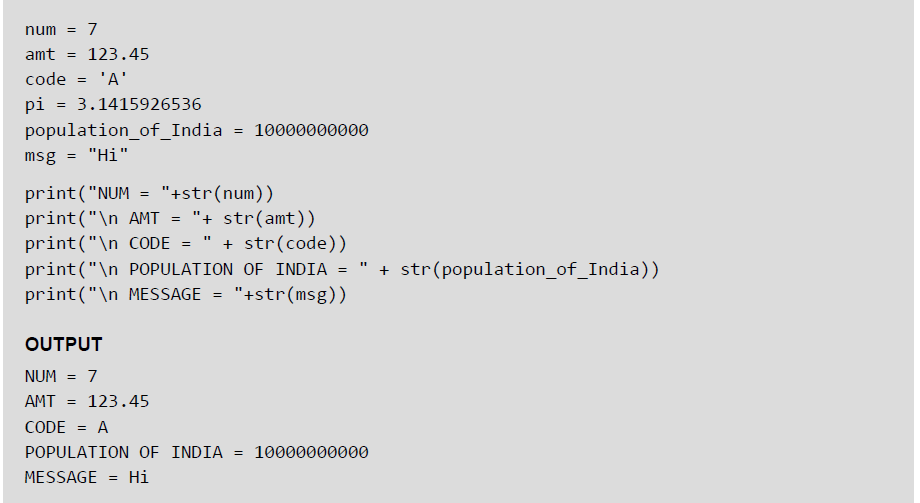 num = 7
amt = 123.45
code = 'A'
pi = 3.1415926536
population_of_India = 10000000000
msg = "Hi"
print("NUM = "+str(num))
print("\n AMT = "+ str(amt))
print("\n CODE = " + str(code))
print("\n POPULATION OF INDIA = " + str(population_of_India))
print("\n MESSAGE = "+str(msg))
OUTPUT
NUM = 7
AMT = 123.45
CODE = A
POPULATION OF INDIA = 10000000000
MESSAGE = Hi